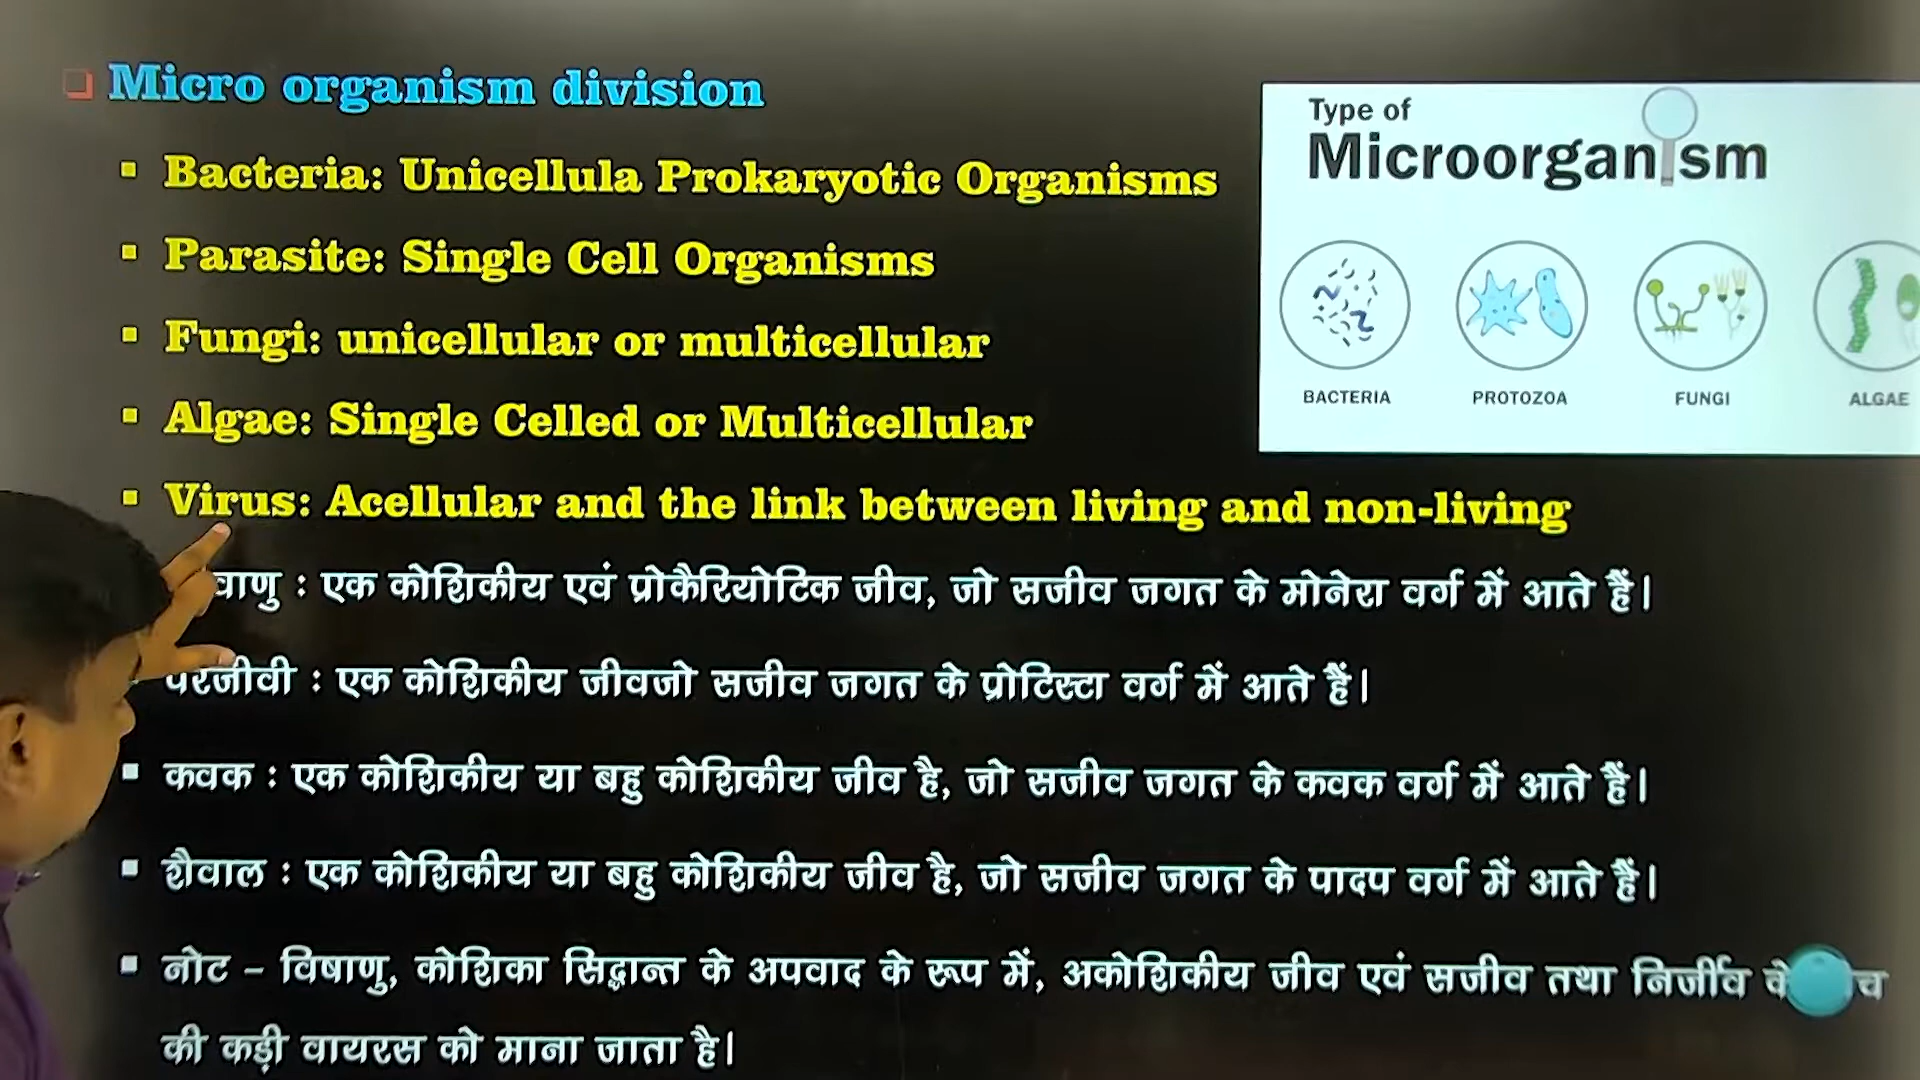 Micro organism division
Bacteria: Unicellula Prokaryotic Organisms
Parasite: Single Cell Organisms
Fungi: unicellular or multicellular
Algae: Single Celled or Multicellular
Virus: Acellular and the link between living and non-living
: एक कोशिकीय एवं प्रोकैरियोटिक जीव, जो सजीव जगत के मोनेरा वर्ग में आते हैं।
परजीवी : एक कोशिकीय जीवजो सजीव जगत के प्रोटिस्टा वर्ग में आते हैं।
कवक : एक कोशिकीय या बहु कोशिकीय जीव है, जो सजीव जगत के कवक वर्ग में आते हैं।
शैवाल : एक कोशिकीय या बहु कोशिकीय जीव है, जो सजीव जगत के पादप वर्ग में आते हैं।
नोट – विषाणु, कोशिका सिद्धान्त के अपवाद के रूप में, अकोशिकीय जीव एवं सजीव तथा निर्जीव
की कड़ी वायरस को माना जाता है।
Type of
Microorganism
BACTERIA
PROTOZOA
FUNGI
ALGAE